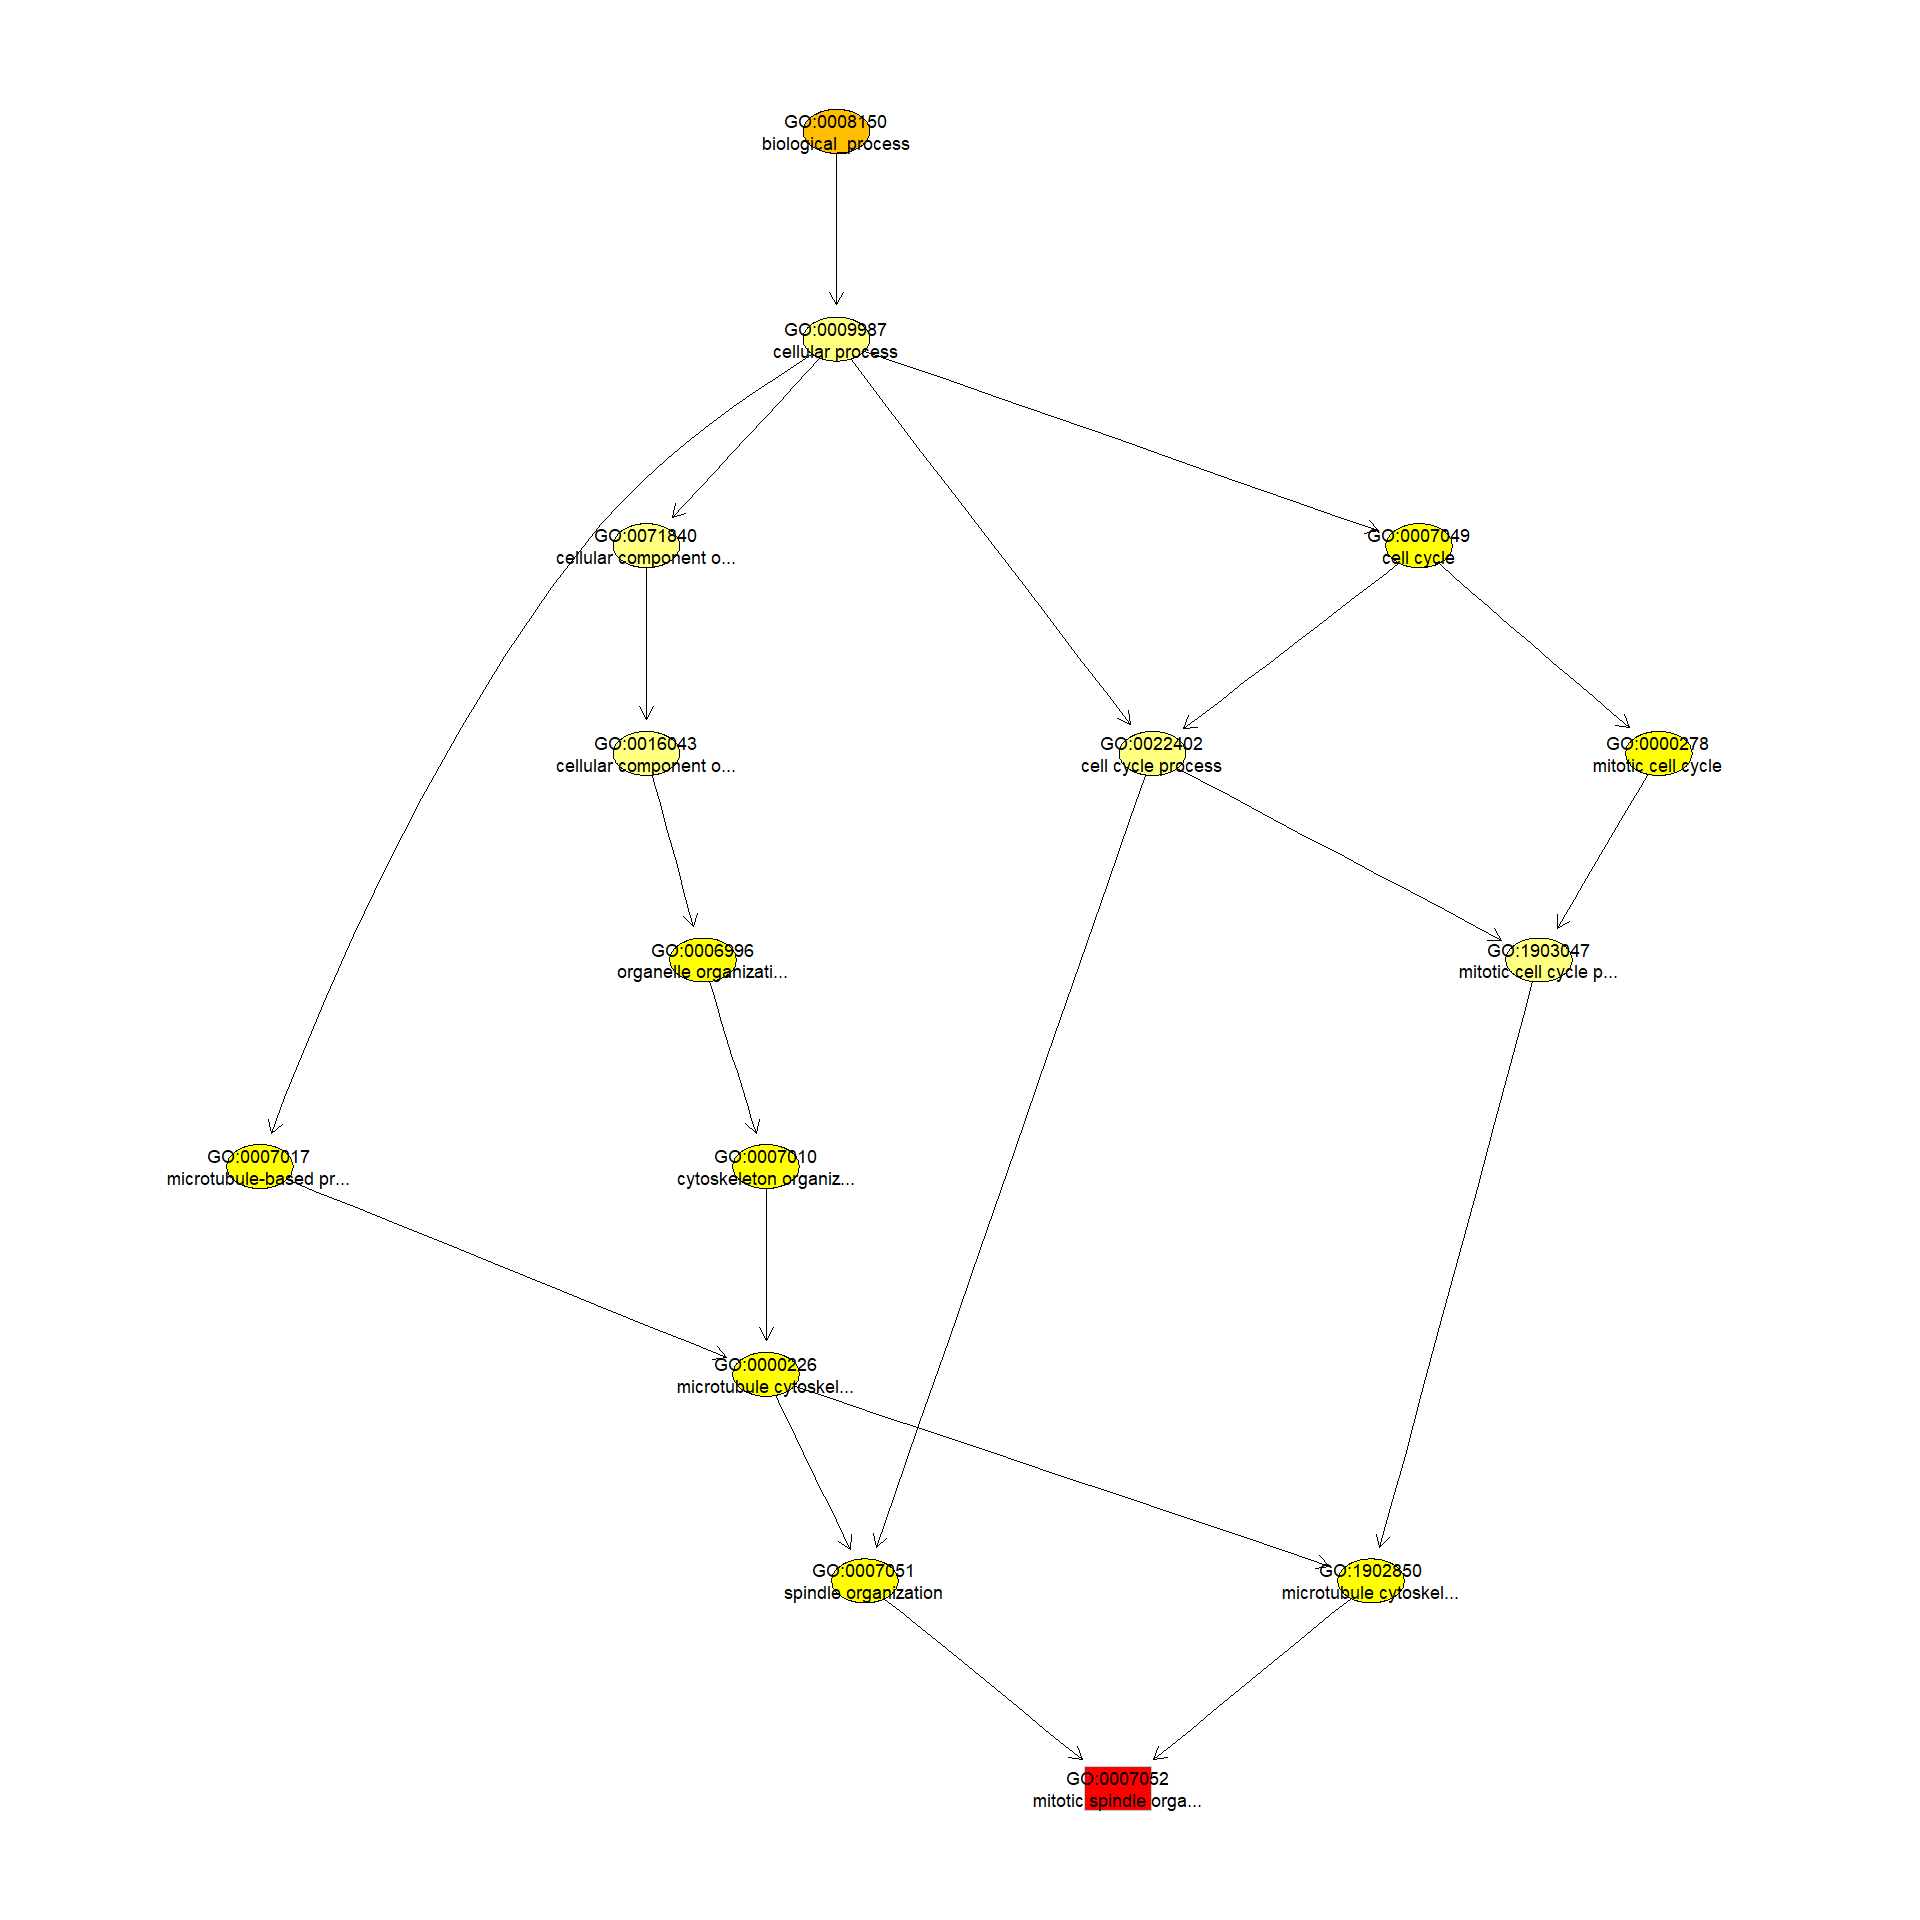 GO:0008150
biological_process
GO:0009987
cellular process
GO:0071840
cellular component o...
GO:0007049
cell cycle
GO:0016043
cellular component o...
GO:0022402
cell cycle process
GO:0000278
mitotic cell cycle
GO:0006996
organelle organizati...
GO:1903047
mitotic cell cycle p...
GO:0007017
microtubule-based pr...
GO:0007010
cytoskeleton organiz...
GO:0000226
microtubule cytoskel...
GO:0007051
spindle organization
GO:1902850
microtubule cytoskel...
GO:0007052
mitotic spindle orga...